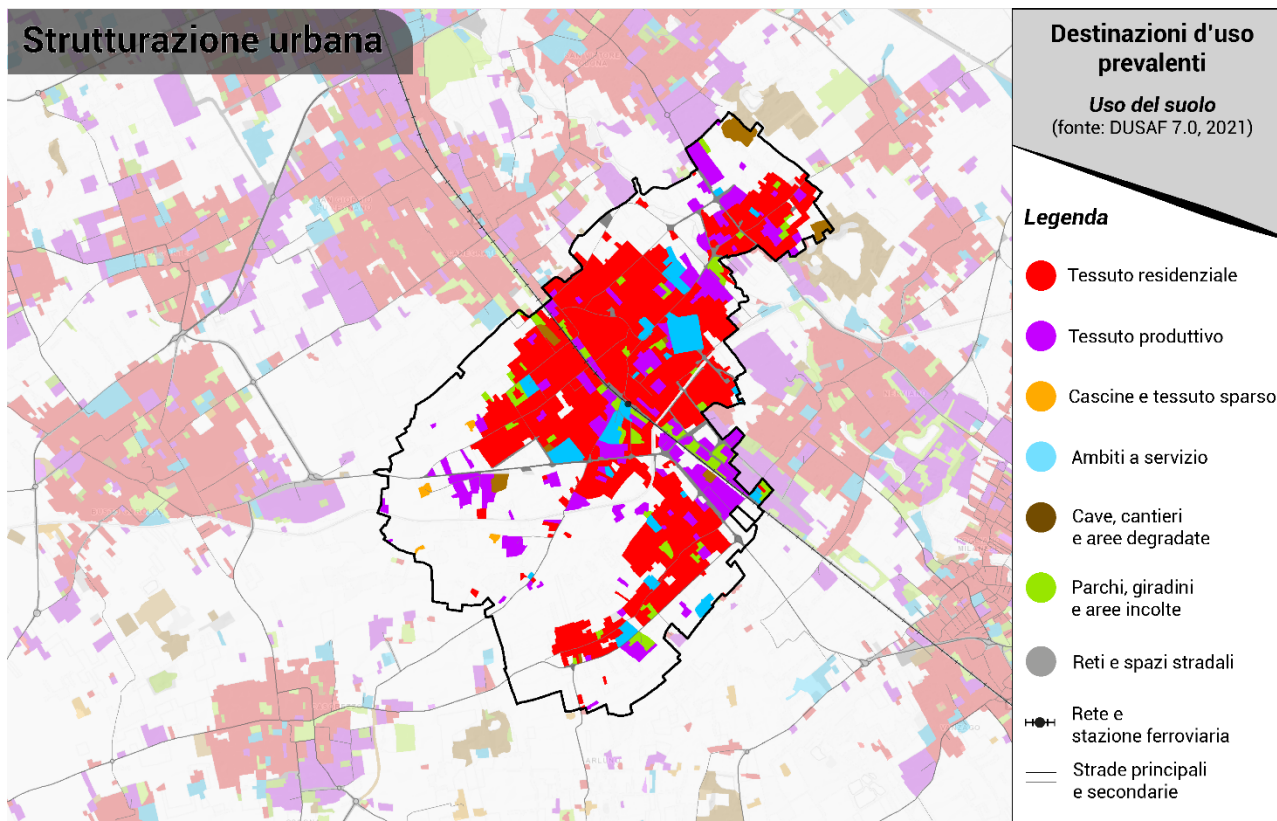 Strutturazione urbana
Destinazioni d'uso
prevalenti
Uso del suolo
(fonte: DUSAF 7.0, 2021)
Legenda
Tessuto residenziale
Tessuto produttivo
Cascine e tessuto sparso
Ambiti a servizio
Cave, cantieri
e aree degradate
Parchi, giradini
e aree incolte
Reti e spazi stradali
Rete e
stazione ferroviaria
Strade principali
e secondarie